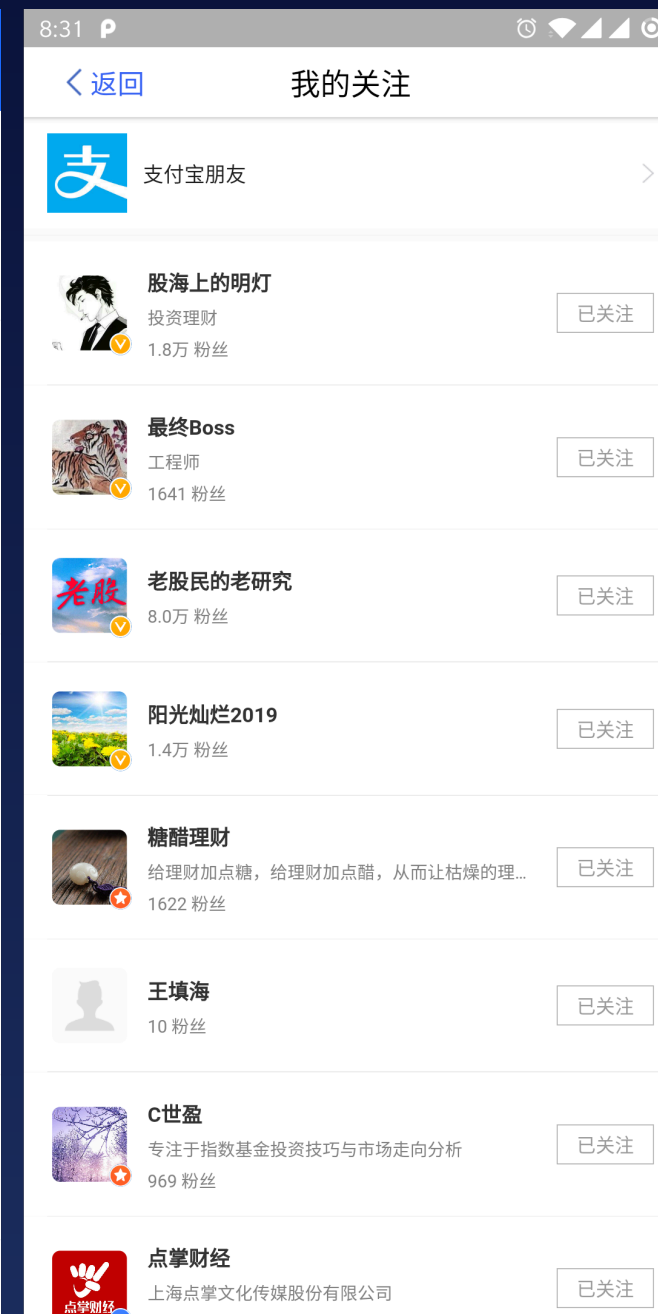 8:31
返回
我的关注
支
支付宝朋友
股海上的明灯
投资理财
1.8万 粉丝
已关注
最终Boss
工程师
1641 粉丝
已关注
老股
老股民的老研究
8.0万 粉丝
已关注
阳光灿烂2019
1.4万 粉丝
已关注
糖醋理财
给理财加点糖，给理财加点醋，从而让枯燥的理...
1622 粉丝
已关注
王填海
10 粉丝
已关注
C世盈
专注于指数基金投资技巧与市场走向分析
969 粉丝
已关注
点掌财经
点掌财经
上海点掌文化传媒股份有限公司
已关注